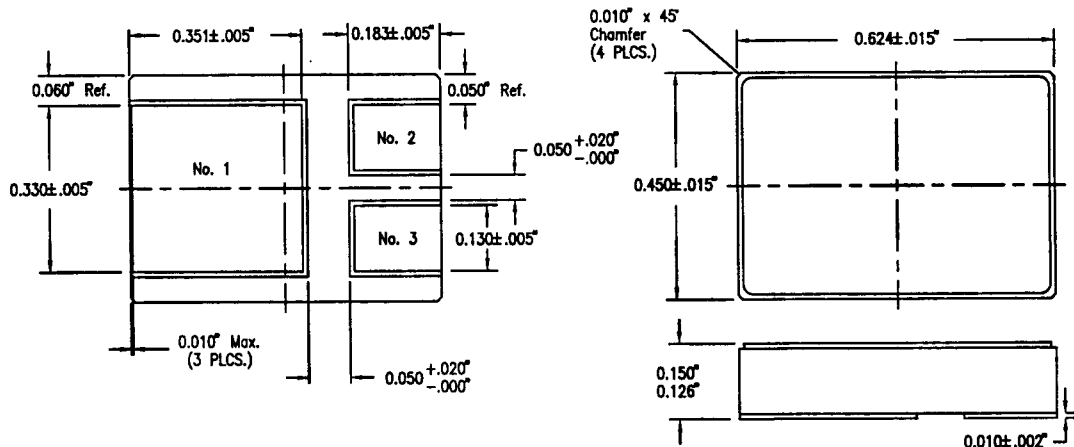 0.351±.005"
0.183±.005"
0.010" x 45°
Chamfer
(4 PLCS.)
0.624±.015"
0.060" Ref.
0.050" Ref.
No. 1
No. 2
0.050 +.020"
-.000"
0.330±.005"
0.450±.015"
No. 3
0.130±.005"
0.010" Max.
(3 PLCS.)
0.050 +.020"
-.000"
0.150"
0.126"
0.010±.002"